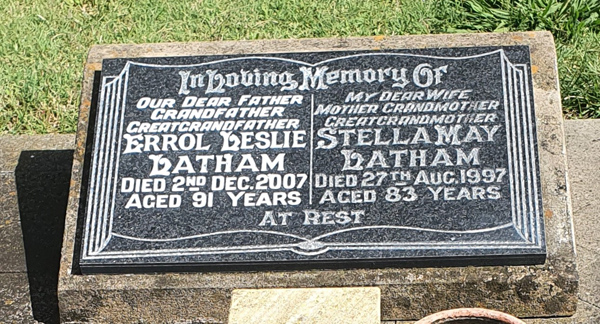 In Loving Memory Of
Our Dear Father
Grandfather
Greatgrandfather
Errol Leslie
Latham
Died 2nd Dec. 2007
Aged 91 Years
My Dear Wife
Mother Grandmother
Greatgrandmother
Stella May
Latham
Died 27th Aug. 1997
Aged 83 Years
At Rest